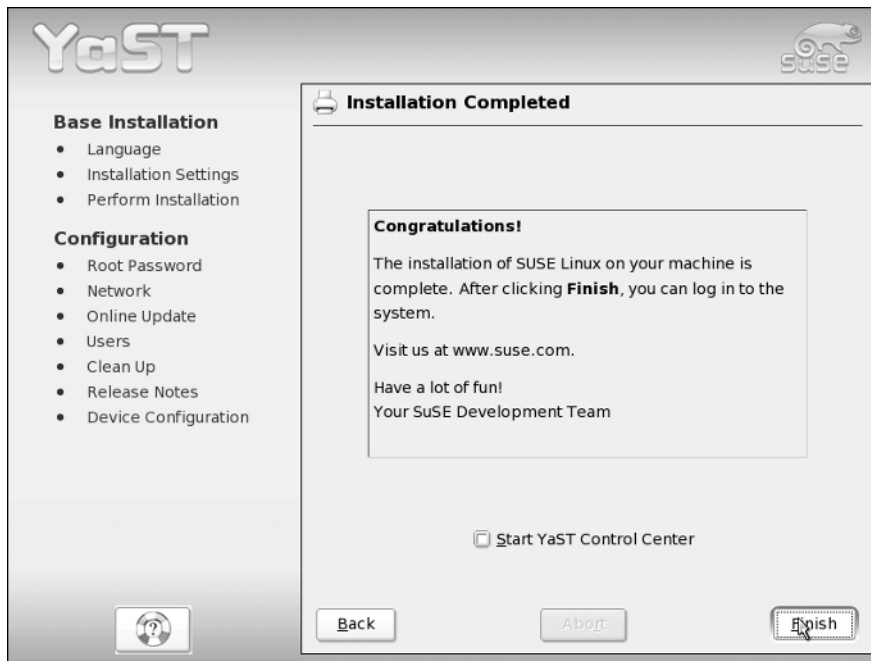 YaST
SUSE
Base Installation
• Language
• Installation Settings
• Perform Installation
Configuration
• Root Password
• Network
• Online Update
• Users
• Clean Up
• Release Notes
• Device Configuration
Installation Completed
Congratulations!
The installation of SUSE Linux on your machine is
complete. After clicking Finish, you can log in to the
system.
Visit us at www.suse.com.
Have a lot of fun!
Your SuSE Development Team
Start YaST Control Center
?
Back
Abort
Finish